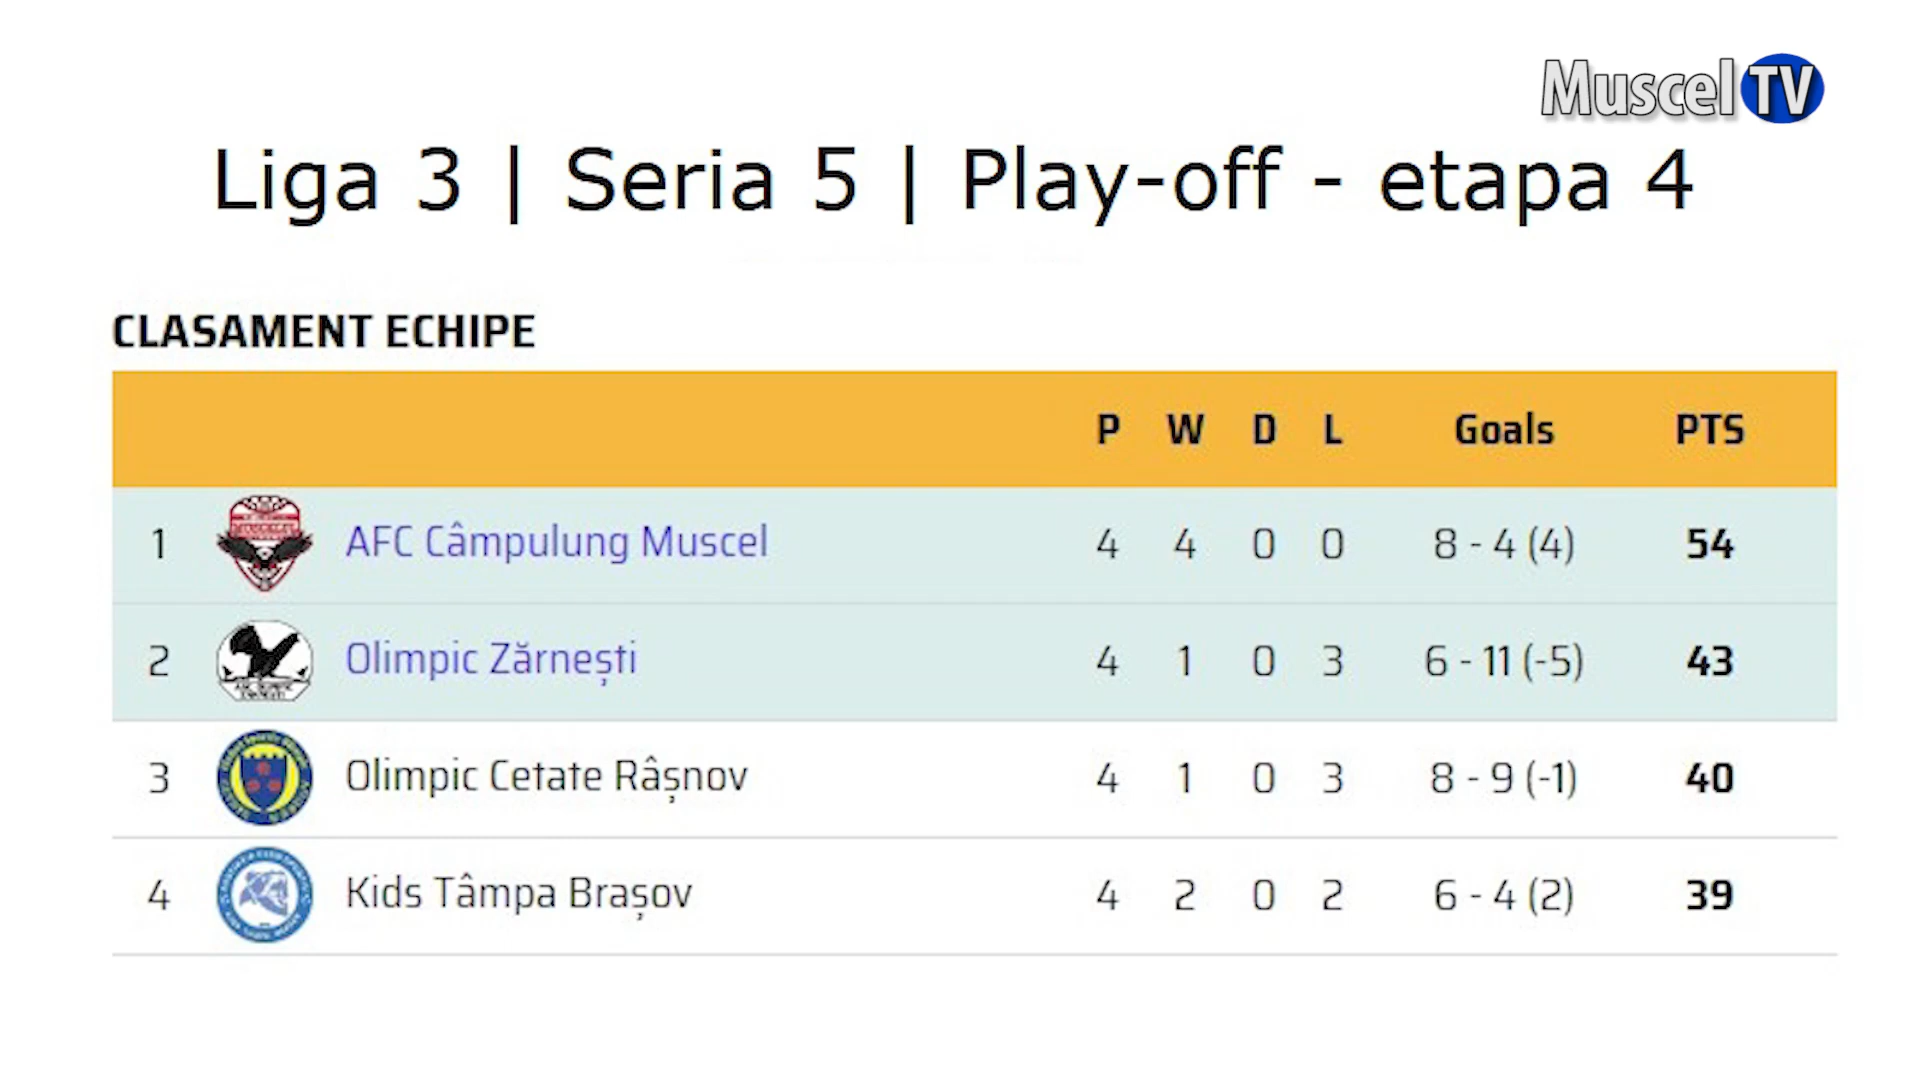 Muscel TV
Liga 3 | Seria 5 | Play-off - etapa 4
CLASAMENT ECHIPE
P W D L Goals PTS
1 AFC Câmpulung Muscel 4 4 0 0 8 - 4 (4) 54
2 Olimpic Zărnești 4 1 0 3 6 - 11 (-5) 43
3 Olimpic Cetate Râșnov 4 1 0 3 8 - 9 (-1) 40
4 Kids Tâmpa Brașov 4 2 0 2 6 - 4 (2) 39